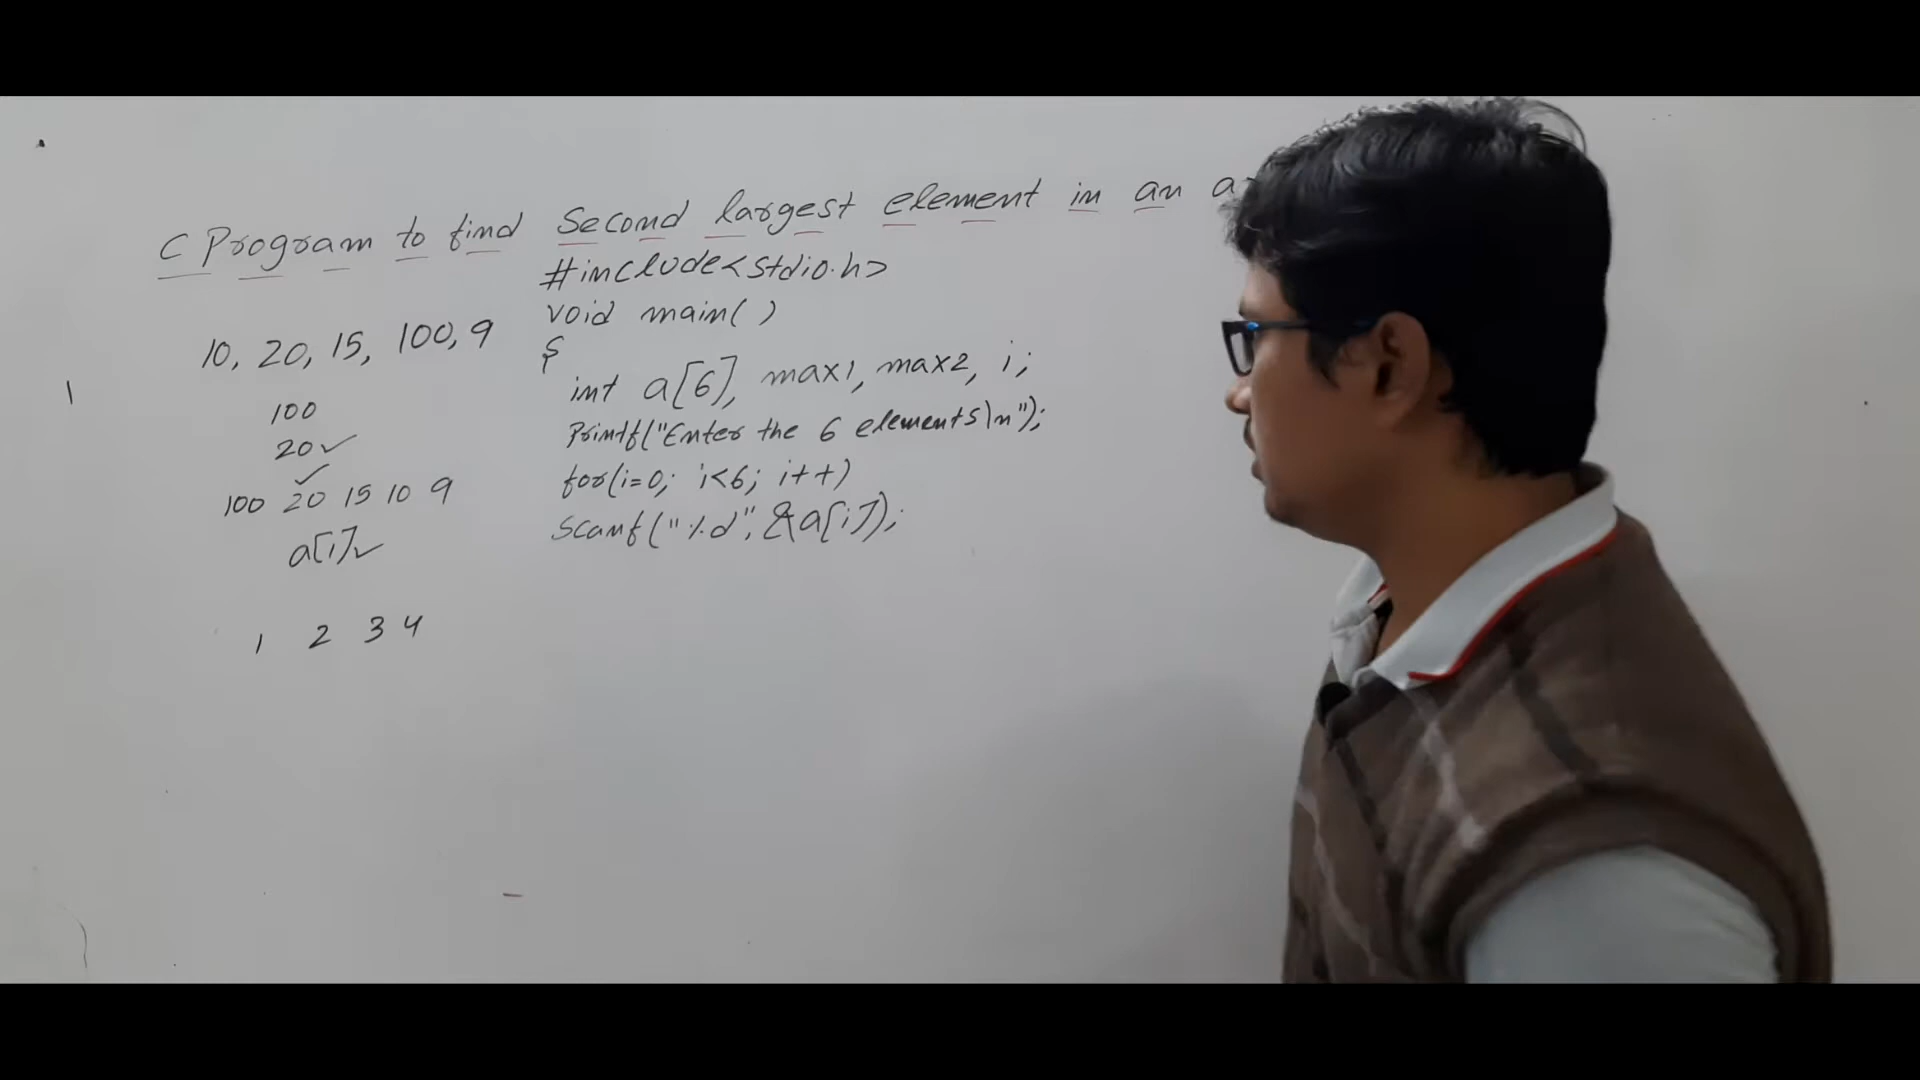 C Program to find Second largest element in an
#include<stdio.h>
void main()
{
int a[6], max1, max2, i;
Printf("Enter the 6 elements\n");
for(i=0; i<6; i++)
Scanf("%d", &a[i]);
10, 20, 15, 100, 9
100
20✓
✓
100 20 15 10 9
a[i]✓
1 2 3 4